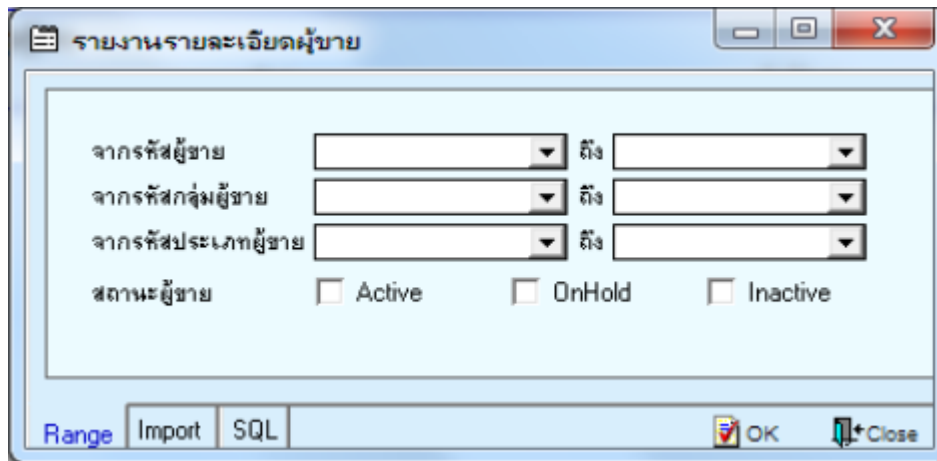 รายงานรายละเอียดผู้ขาย
จากรหัสผู้ขาย ถึง
จากรหัสกลุ่มผู้ขาย ถึง
จากรหัสประเภทผู้ขาย ถึง
สถานะผู้ขาย Active OnHold Inactive
Range Import SQL OK Close